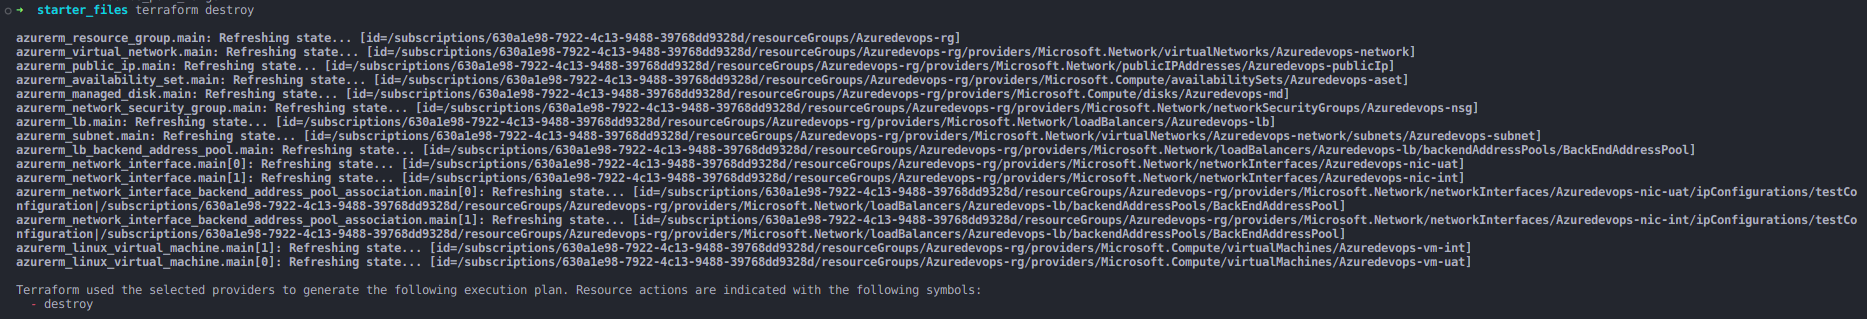 → starter_files terraform destroy
azurerm_resource_group.main: Refreshing state... [id=/subscriptions/630a1e98-7922-4c13-9488-39768dd9328d/resourceGroups/Azuredevops-rg]
azurerm_virtual_network.main: Refreshing state... [id=/subscriptions/630a1e98-7922-4c13-9488-39768dd9328d/resourceGroups/Azuredevops-rg/providers/Microsoft.Network/virtualNetworks/Azuredevops-network]
azurerm_public_ip.main: Refreshing state... [id=/subscriptions/630a1e98-7922-4c13-9488-39768dd9328d/resourceGroups/Azuredevops-rg/providers/Microsoft.Network/publicIPAddresses/Azuredevops-publicIp]
azurerm_availability_set.main: Refreshing state... [id=/subscriptions/630a1e98-7922-4c13-9488-39768dd9328d/resourceGroups/Azuredevops-rg/providers/Microsoft.Compute/availabilitySets/Azuredevops-aset]
azurerm_managed_disk.main: Refreshing state... [id=/subscriptions/630a1e98-7922-4c13-9488-39768dd9328d/resourceGroups/Azuredevops-rg/providers/Microsoft.Compute/disks/Azuredevops-md]
azurerm_network_security_group.main: Refreshing state... [id=/subscriptions/630a1e98-7922-4c13-9488-39768dd9328d/resourceGroups/Azuredevops-rg/providers/Microsoft.Network/networkSecurityGroups/Azuredevops-nsg]
azurerm_lb.main: Refreshing state... [id=/subscriptions/630a1e98-7922-4c13-9488-39768dd9328d/resourceGroups/Azuredevops-rg/providers/Microsoft.Network/loadBalancers/Azuredevops-lb]
azurerm_subnet.main: Refreshing state... [id=/subscriptions/630a1e98-7922-4c13-9488-39768dd9328d/resourceGroups/Azuredevops-rg/providers/Microsoft.Network/virtualNetworks/Azuredevops-network/subnets/Azuredevops-subnet]
azurerm_lb_backend_address_pool.main: Refreshing state... [id=/subscriptions/630a1e98-7922-4c13-9488-39768dd9328d/resourceGroups/Azuredevops-rg/providers/Microsoft.Network/loadBalancers/Azuredevops-lb/backendAddressPools/BackEndAddressPool]
azurerm_network_interface.main[0]: Refreshing state... [id=/subscriptions/630a1e98-7922-4c13-9488-39768dd9328d/resourceGroups/Azuredevops-rg/providers/Microsoft.Network/networkInterfaces/Azuredevops-nic-uat]
azurerm_network_interface.main[1]: Refreshing state... [id=/subscriptions/630a1e98-7922-4c13-9488-39768dd9328d/resourceGroups/Azuredevops-rg/providers/Microsoft.Network/networkInterfaces/Azuredevops-nic-int]
azurerm_network_interface_backend_address_pool_association.main[0]: Refreshing state... [id=/subscriptions/630a1e98-7922-4c13-9488-39768dd9328d/resourceGroups/Azuredevops-rg/providers/Microsoft.Network/networkInterfaces/Azuredevops-nic-uat/ipConfigurations/testCo
nfiguration|/subscriptions/630a1e98-7922-4c13-9488-39768dd9328d/resourceGroups/Azuredevops-rg/providers/Microsoft.Network/loadBalancers/Azuredevops-lb/backendAddressPools/BackEndAddressPool]
azurerm_network_interface_backend_address_pool_association.main[1]: Refreshing state... [id=/subscriptions/630a1e98-7922-4c13-9488-39768dd9328d/resourceGroups/Azuredevops-rg/providers/Microsoft.Network/networkInterfaces/Azuredevops-nic-int/ipConfigurations/testCo
nfiguration|/subscriptions/630a1e98-7922-4c13-9488-39768dd9328d/resourceGroups/Azuredevops-rg/providers/Microsoft.Network/loadBalancers/Azuredevops-lb/backendAddressPools/BackEndAddressPool]
azurerm_linux_virtual_machine.main[1]: Refreshing state... [id=/subscriptions/630a1e98-7922-4c13-9488-39768dd9328d/resourceGroups/Azuredevops-rg/providers/Microsoft.Compute/virtualMachines/Azuredevops-vm-int]
azurerm_linux_virtual_machine.main[0]: Refreshing state... [id=/subscriptions/630a1e98-7922-4c13-9488-39768dd9328d/resourceGroups/Azuredevops-rg/providers/Microsoft.Compute/virtualMachines/Azuredevops-vm-uat]
Terraform used the selected providers to generate the following execution plan. Resource actions are indicated with the following symbols:
- destroy